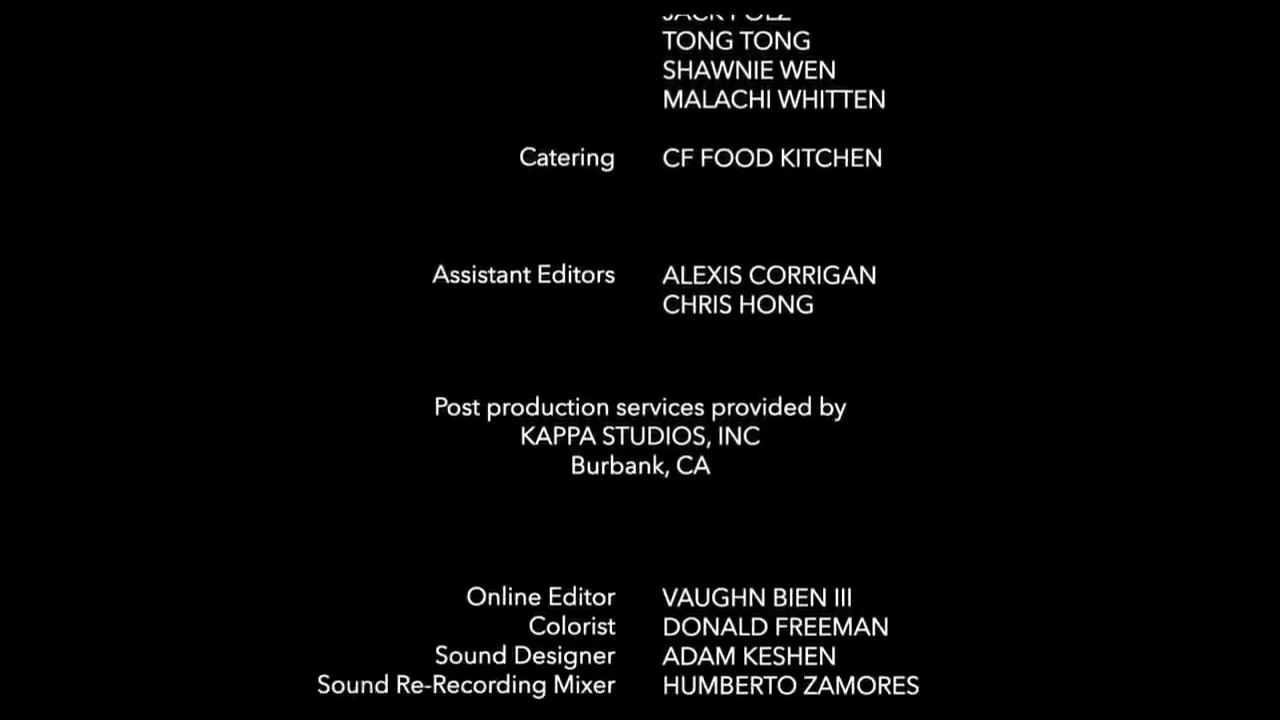 TONG TONG
SHAWNIE WEN
MALACHI WHITTEN
Catering CF FOOD KITCHEN
Assistant Editors ALEXIS CORRIGAN
CHRIS HONG
Post production services provided by
KAPPA STUDIOS, INC
Burbank, CA
Online Editor VAUGHN BIEN III
Colorist DONALD FREEMAN
Sound Designer ADAM KESHEN
Sound Re-Recording Mixer HUMBERTO ZAMORES